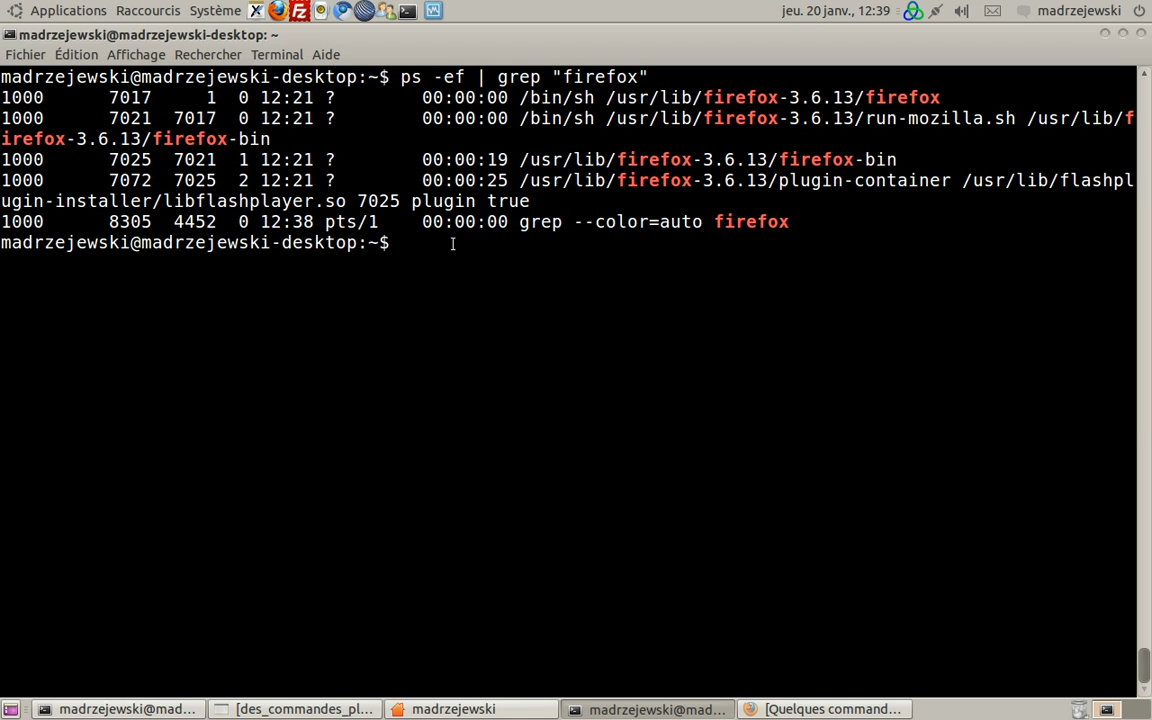 Applications Raccourcis Système jeu. 20 janv., 12:39 madrzejewski
madrzejewski@madrzejewski-desktop: ~
Fichier Édition Affichage Rechercher Terminal Aide
madrzejewski@madrzejewski-desktop:~$ ps -ef | grep "firefox"
1000      7017     1  0 12:21 ?        00:00:00 /bin/sh /usr/lib/firefox-3.6.13/firefox
1000      7021  7017  0 12:21 ?        00:00:00 /bin/sh /usr/lib/firefox-3.6.13/run-mozilla.sh /usr/lib/f
irefox-3.6.13/firefox-bin
1000      7025  7021  1 12:21 ?        00:00:19 /usr/lib/firefox-3.6.13/firefox-bin
1000      7072  7025  2 12:21 ?        00:00:25 /usr/lib/firefox-3.6.13/plugin-container /usr/lib/flashpl
ugin-installer/libflashplayer.so 7025 plugin true
1000      8305  4452  0 12:38 pts/1    00:00:00 grep --color=auto firefox
madrzejewski@madrzejewski-desktop:~$
madrzejewski@mad... [des_commandes_pl... madrzejewski madrzejewski@mad... [Quelques command...